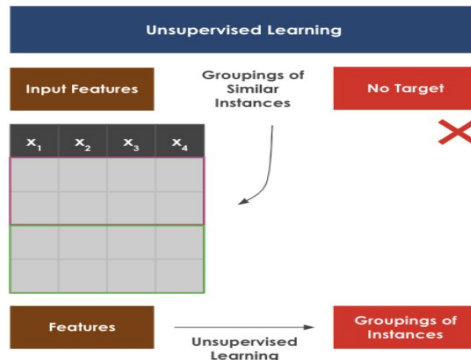 Unsupervised Learning
Input Features
Groupings of
Similar
Instances
No Target
X1 X2 X3 X4
Features
Unsupervised
Learning
Groupings of
Instances